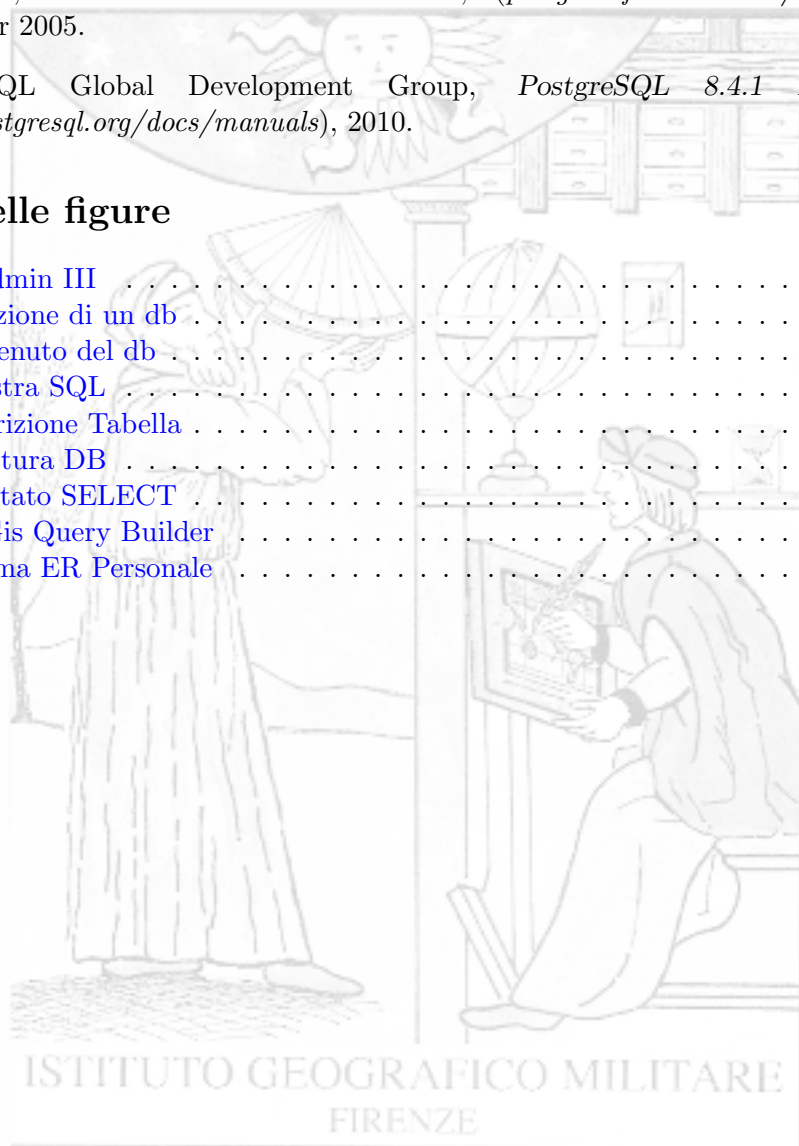 r 2005.
QL Global Development Group, PostgreSQL 8.4.1
stgresql.org/docs/manuals), 2010.
elle figure
dmin III . . . . . . . . . . . . . . . . . . . . . . .
zione di un db . . . . . . . . . . . . . . . . . . . . .
enuto del db . . . . . . . . . . . . . . . . . . . . . .
stra SQL . . . . . . . . . . . . . . . . . . . . . . .
rizione Tabella . . . . . . . . . . . . . . . . . . . . .
tura DB . . . . . . . . . . . . . . . . . . . . . . .
tato SELECT . . . . . . . . . . . . . . . . . . . . .
Gis Query Builder . . . . . . . . . . . . . . . . . . .
ma ER Personale . . . . . . . . . . . . . . . . . . .
ISTITUTO GEOGRAFICO MILITARE
FIRENZE